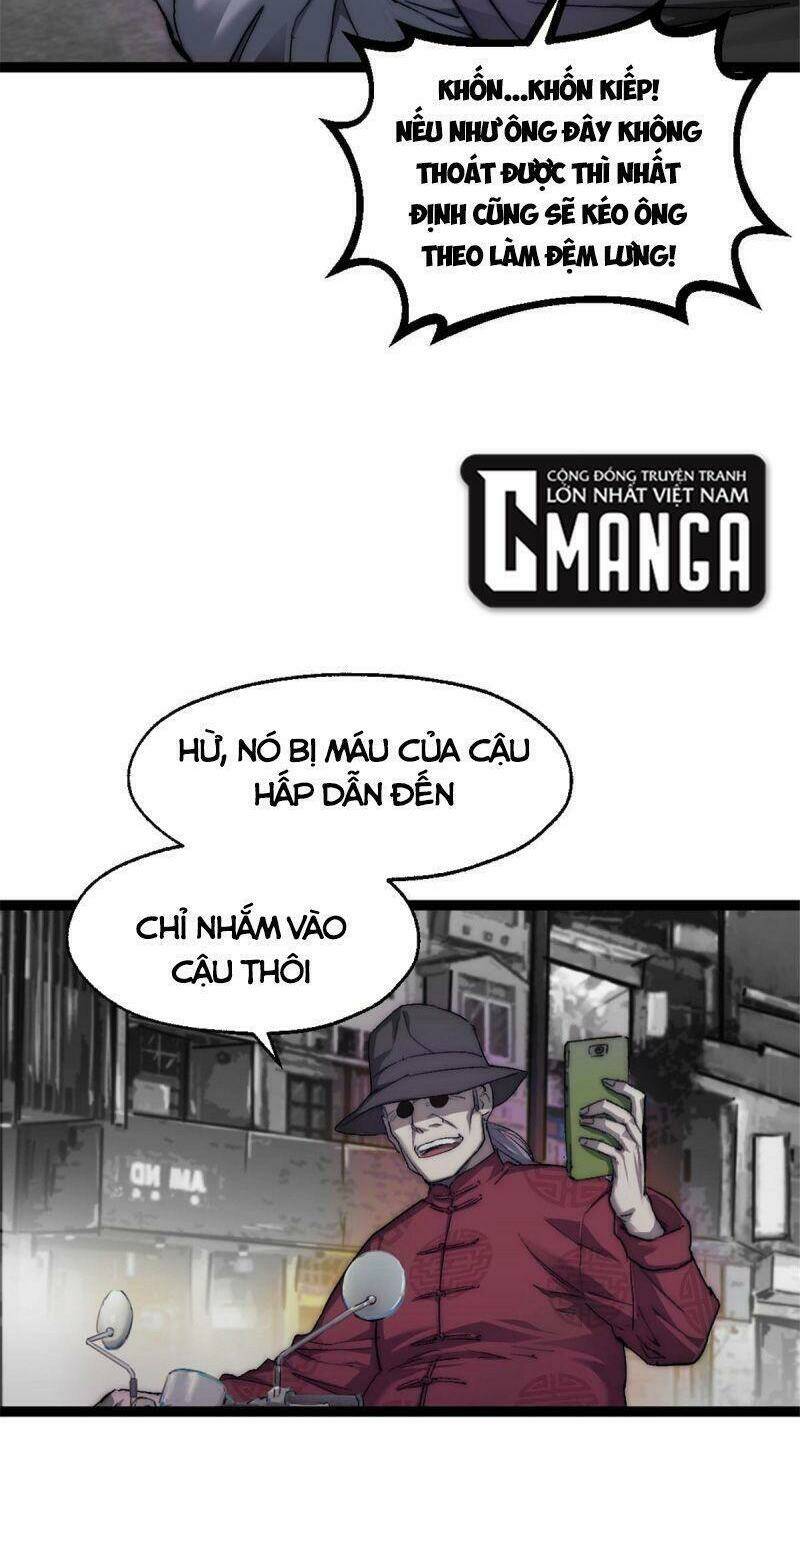 KHỐN...KHỐN KIẾP!
NẾU NHƯ ÔNG ĐÂY KHÔNG
THOÁT ĐƯỢC THÌ NHẤT
ĐỊNH CŨNG SẼ KÉO ÔNG
THEO LÀM ĐỆM LƯNG!
CỘNG ĐỒNG TRUYỆN TRANH
LỚN NHẤT VIỆT NAM
CMANGA
HỪ, NÓ BỊ MÁU CỦA CẬU
HẤP DẪN ĐẾN
CHỈ NHẮM VÀO
CẬU THÔI